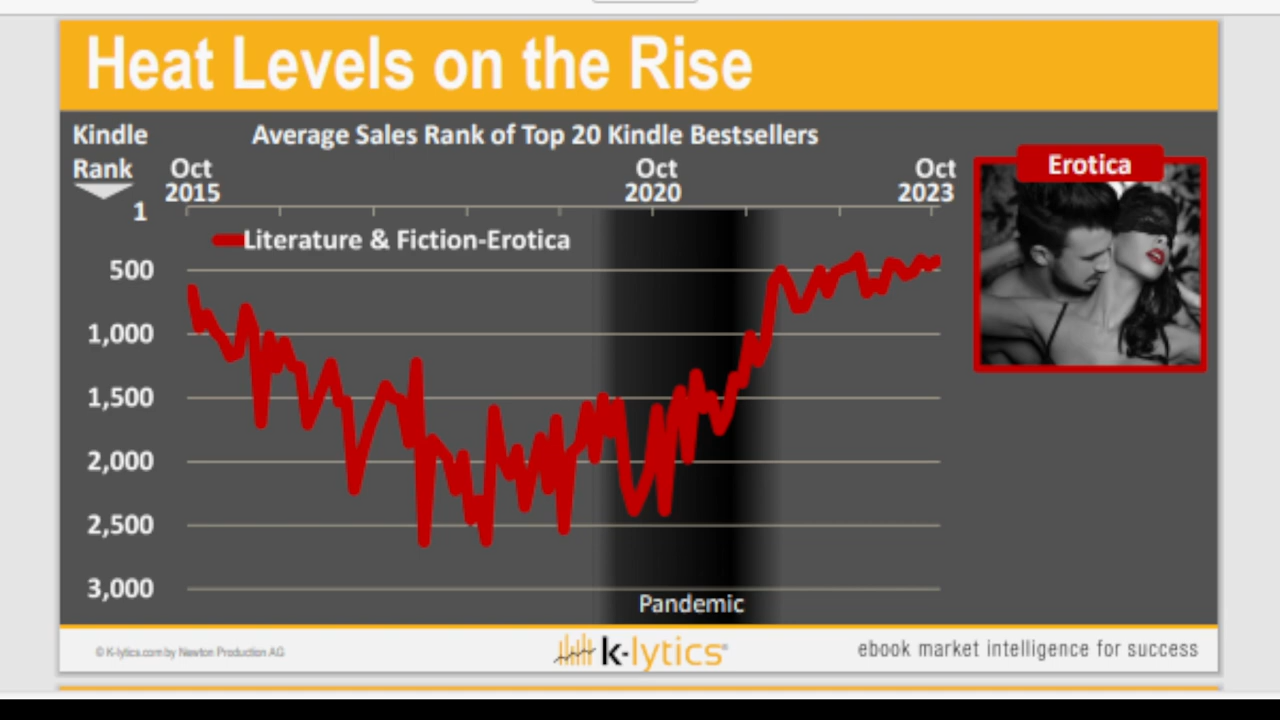 Heat Levels on the Rise
Kindle
Rank
Average Sales Rank of Top 20 Kindle Bestsellers
Oct
2015
Oct
2020
Oct
2023
Erotica
1
Literature & Fiction-Erotica
500
1,000
1,500
2,000
2,500
3,000
Pandemic
© K-lytics.com by Newton Production AG
k-lytics®
ebook market intelligence for success